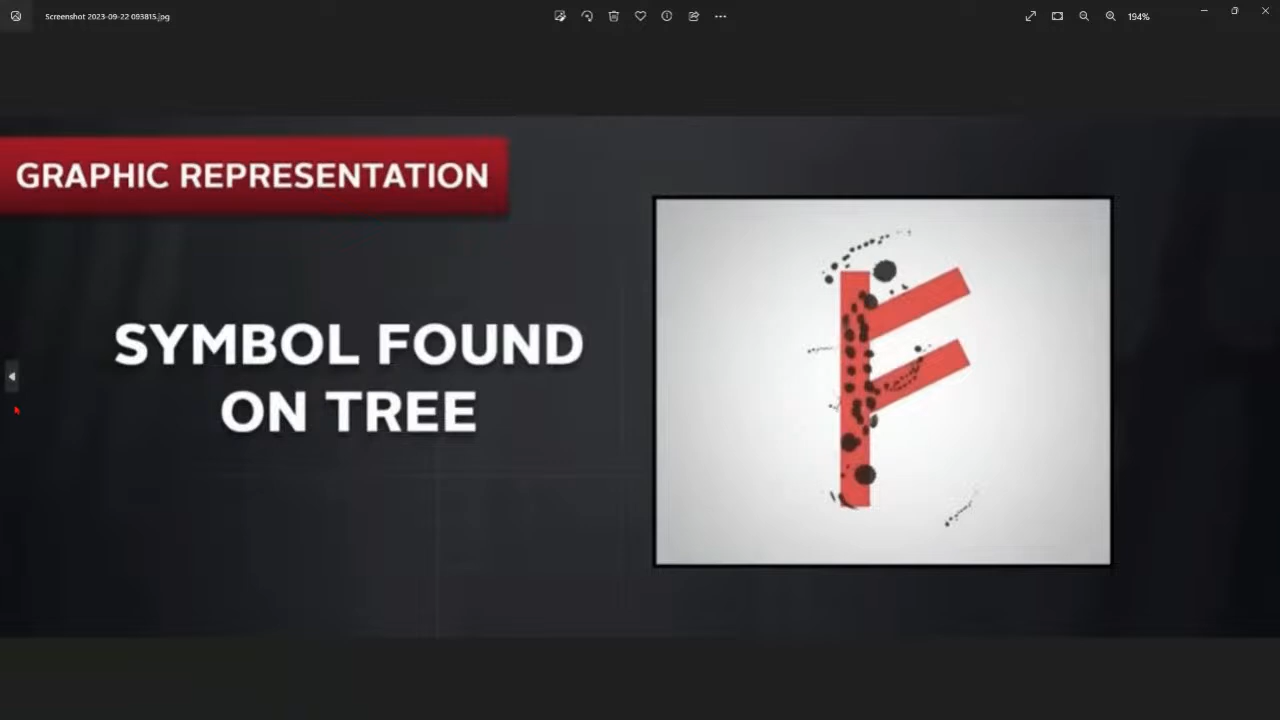 Screenshot 2023-09-22 093815.jpg
194%
GRAPHIC REPRESENTATION
SYMBOL FOUND
ON TREE